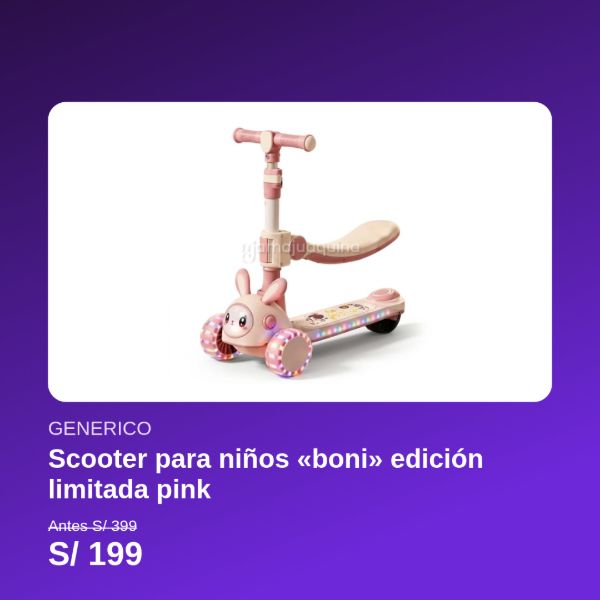 GENERICO
Scooter para niños «boni» edición
limitada pink
Antes S/ 399
S/ 199